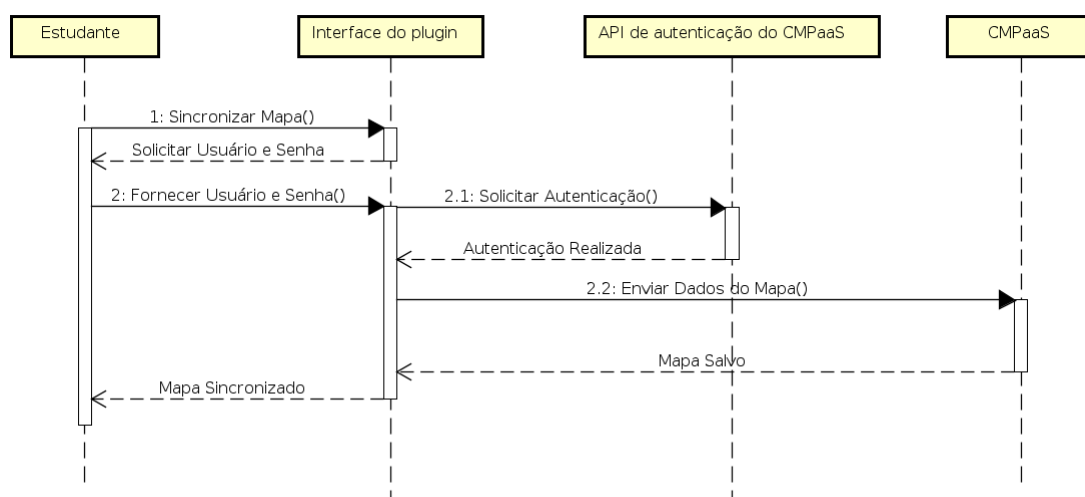 Estudante
Interface do plugin
API de autenticação do CMPaaS
CMPaaS
1: Sincronizar Mapa()
Solicitar Usuário e Senha
2: Fornecer Usuário e Senha()
2.1: Solicitar Autenticação()
Autenticação Realizada
2.2: Enviar Dados do Mapa()
Mapa Salvo
Mapa Sincronizado